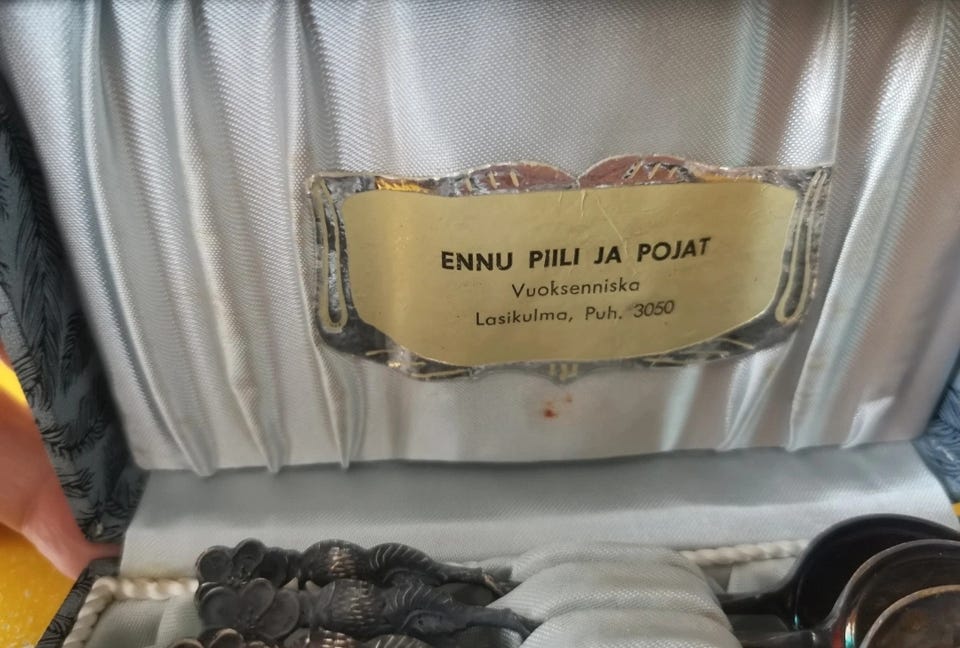 ENNU PIILI JA POJAT
Vuoksenniska
Lasikulma, Puh. 3050